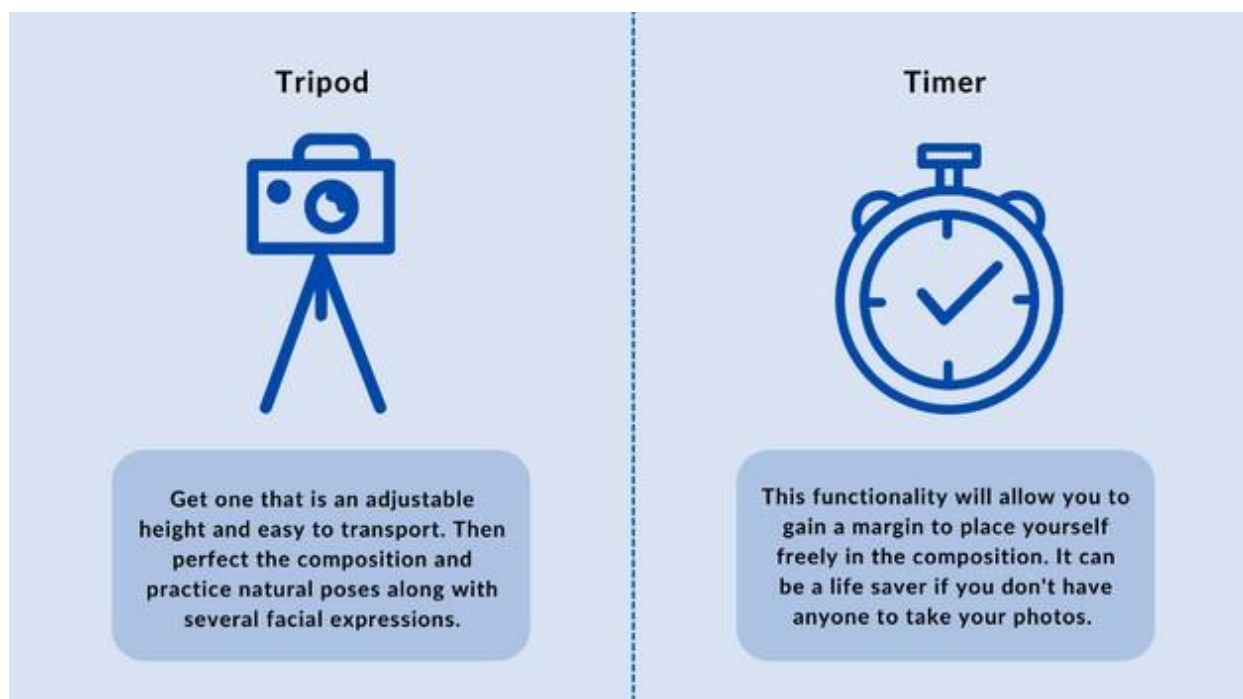 Tripod
Get one that is an adjustable
height and easy to transport. Then
perfect the composition and
practice natural poses along with
several facial expressions.
Timer
This functionality will allow you to
gain a margin to place yourself
freely in the composition. It can
be a life saver if you don't have
anyone to take your photos.